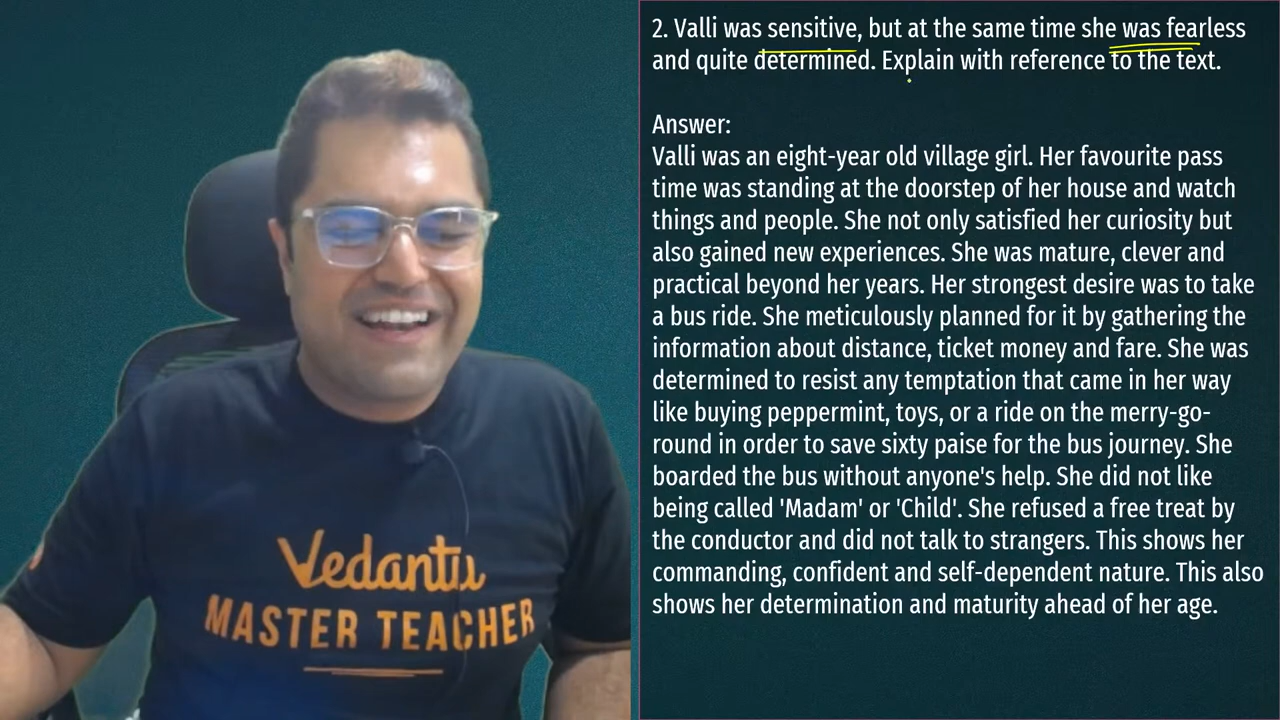 2. Valli was sensitive, but at the same time she was fearless
and quite determined. Explain with reference to the text.
Answer:
Valli was an eight-year old village girl. Her favourite pass
time was standing at the doorstep of her house and watch
things and people. She not only satisfied her curiosity but
also gained new experiences. She was mature, clever and
practical beyond her years. Her strongest desire was to take
a bus ride. She meticulously planned for it by gathering the
information about distance, ticket money and fare. She was
determined to resist any temptation that came in her way
like buying peppermint, toys, or a ride on the merry-go-
round in order to save sixty paise for the bus journey. She
boarded the bus without anyone's help. She did not like
being called 'Madam' or 'Child'. She refused a free treat by
the conductor and did not talk to strangers. This shows her
commanding, confident and self-dependent nature. This also
shows her determination and maturity ahead of her age.
Vedantu
MASTER TEACHER